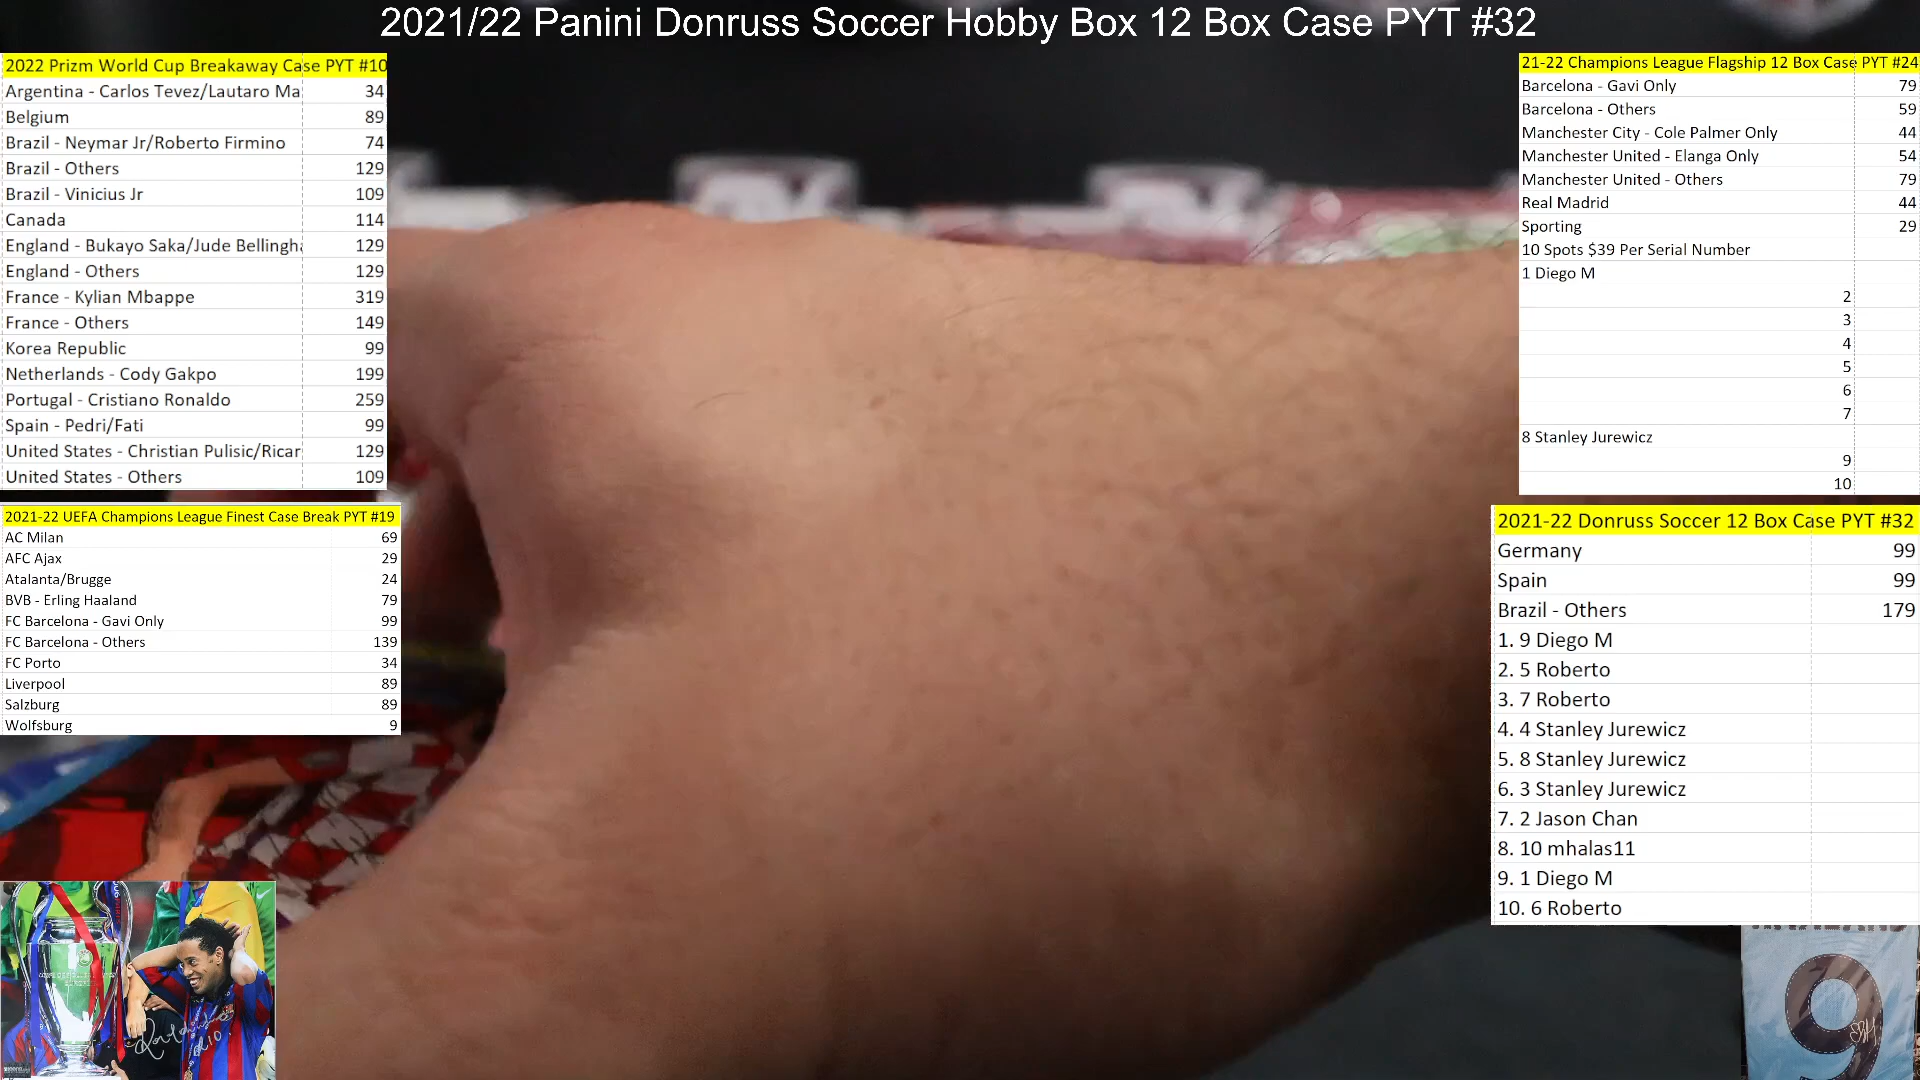 2021/22 Panini Donruss Soccer Hobby Box 12 Box Case PYT #32
2022 Prizm World Cup Breakaway Case PYT #10
Argentina - Carlos Tevez/Lautaro Ma 34
Belgium 89
Brazil - Neymar Jr/Roberto Firmino 74
Brazil - Others 129
Brazil - Vinicius Jr 109
Canada 114
England - Bukayo Saka/Jude Bellingh 129
England - Others 129
France - Kylian Mbappe 319
France - Others 149
Korea Republic 99
Netherlands - Cody Gakpo 199
Portugal - Cristiano Ronaldo 259
Spain - Pedri/Fati 99
United States - Christian Pulisic/Ricar 129
United States - Others 109
2021-22 UEFA Champions League Finest Case Break PYT #19
AC Milan 69
AFC Ajax 29
Atalanta/Brugge 24
BVB - Erling Haaland 79
FC Barcelona - Gavi Only 99
FC Barcelona - Others 139
FC Porto 34
Liverpool 89
Salzburg 89
Wolfsburg 9
21-22 Champions League Flagship 12 Box Case PYT #24
Barcelona - Gavi Only 79
Barcelona - Others 59
Manchester City - Cole Palmer Only 44
Manchester United - Elanga Only 54
Manchester United - Others 79
Real Madrid 44
Sporting 29
10 Spots $39 Per Serial Number
1 Diego M
2
3
4
5
6
7
8 Stanley Jurewicz
9
10
2021-22 Donruss Soccer 12 Box Case PYT #32
Germany 99
Spain 99
Brazil - Others 179
1. 9 Diego M
2. 5 Roberto
3. 7 Roberto
4. 4 Stanley Jurewicz
5. 8 Stanley Jurewicz
6. 3 Stanley Jurewicz
7. 2 Jason Chan
8. 10 mhalas11
9. 1 Diego M
10. 6 Roberto
9